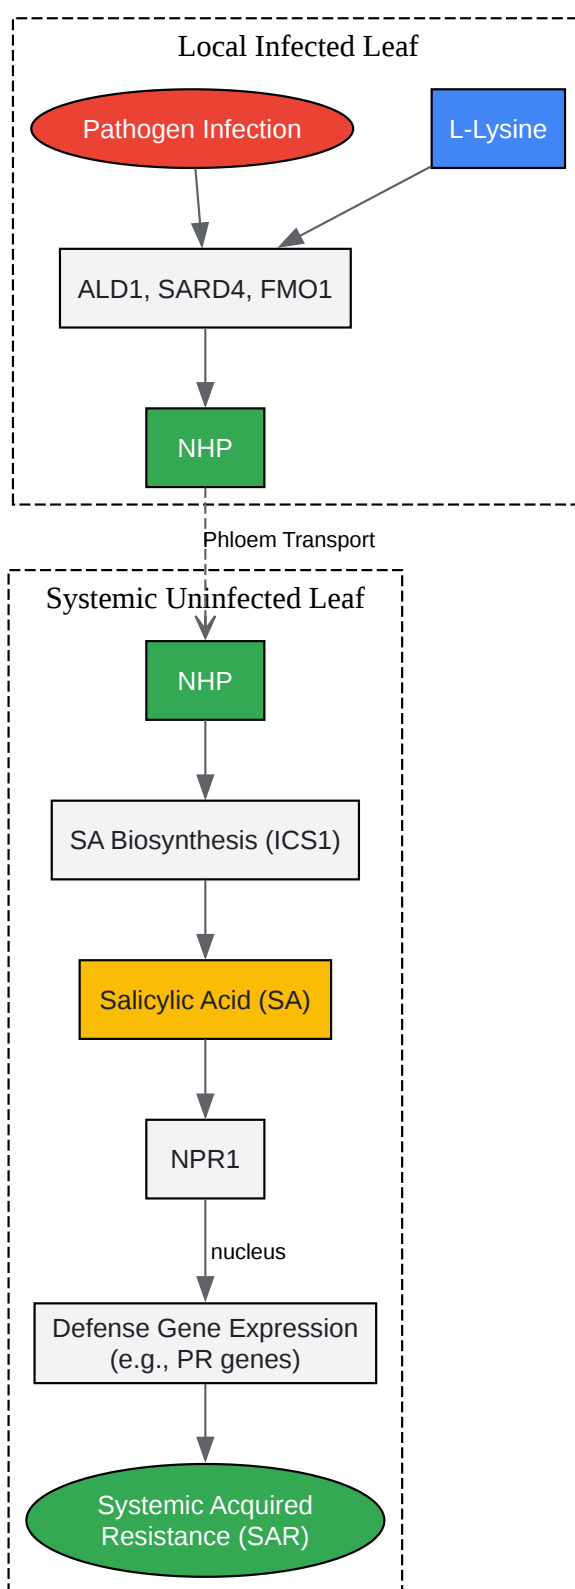 Local Infected Leaf
Pathogen Infection
L-Lysine
ALD1, SARD4, FMO1
NHP
Phloem Transport
Systemic Uninfected Leaf
NHP
SA Biosynthesis (ICS1)
Salicylic Acid (SA)
NPR1
nucleus
Defense Gene Expression
(e.g., PR genes)
Systemic Acquired
Resistance (SAR)